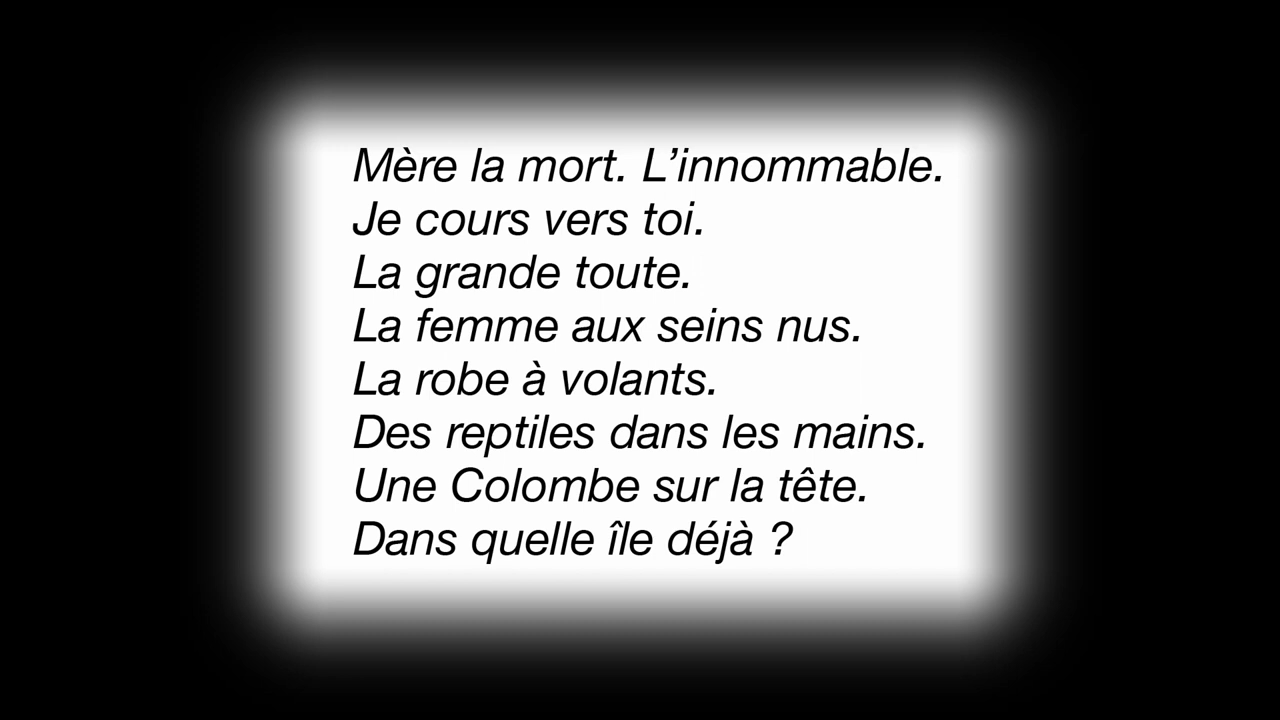 Mère la mort. L’innommable.
Je cours vers toi.
La grande toute.
La femme aux seins nus.
La robe à volants.
Des reptiles dans les mains.
Une Colombe sur la tête.
Dans quelle île déjà ?